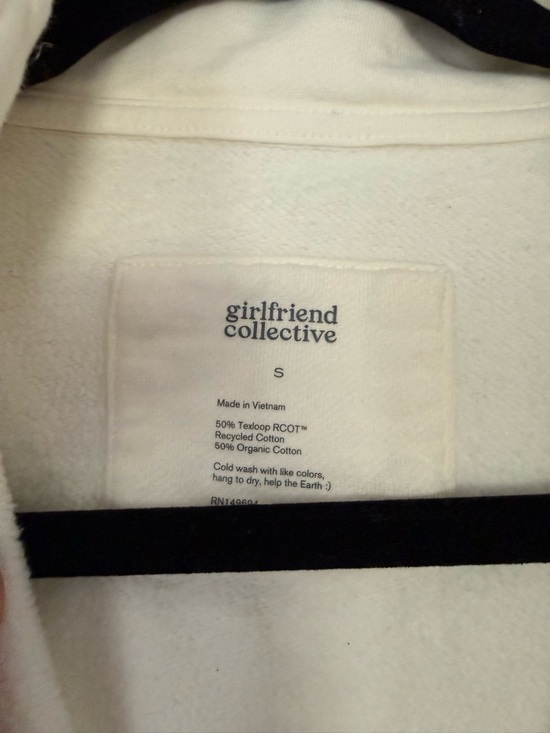 girlfriend
collective
S
Made in Vietnam
50% Texloop RCOT™
Recycled Cotton
50% Organic Cotton
Cold wash with like colors,
hang to dry, help the Earth :)